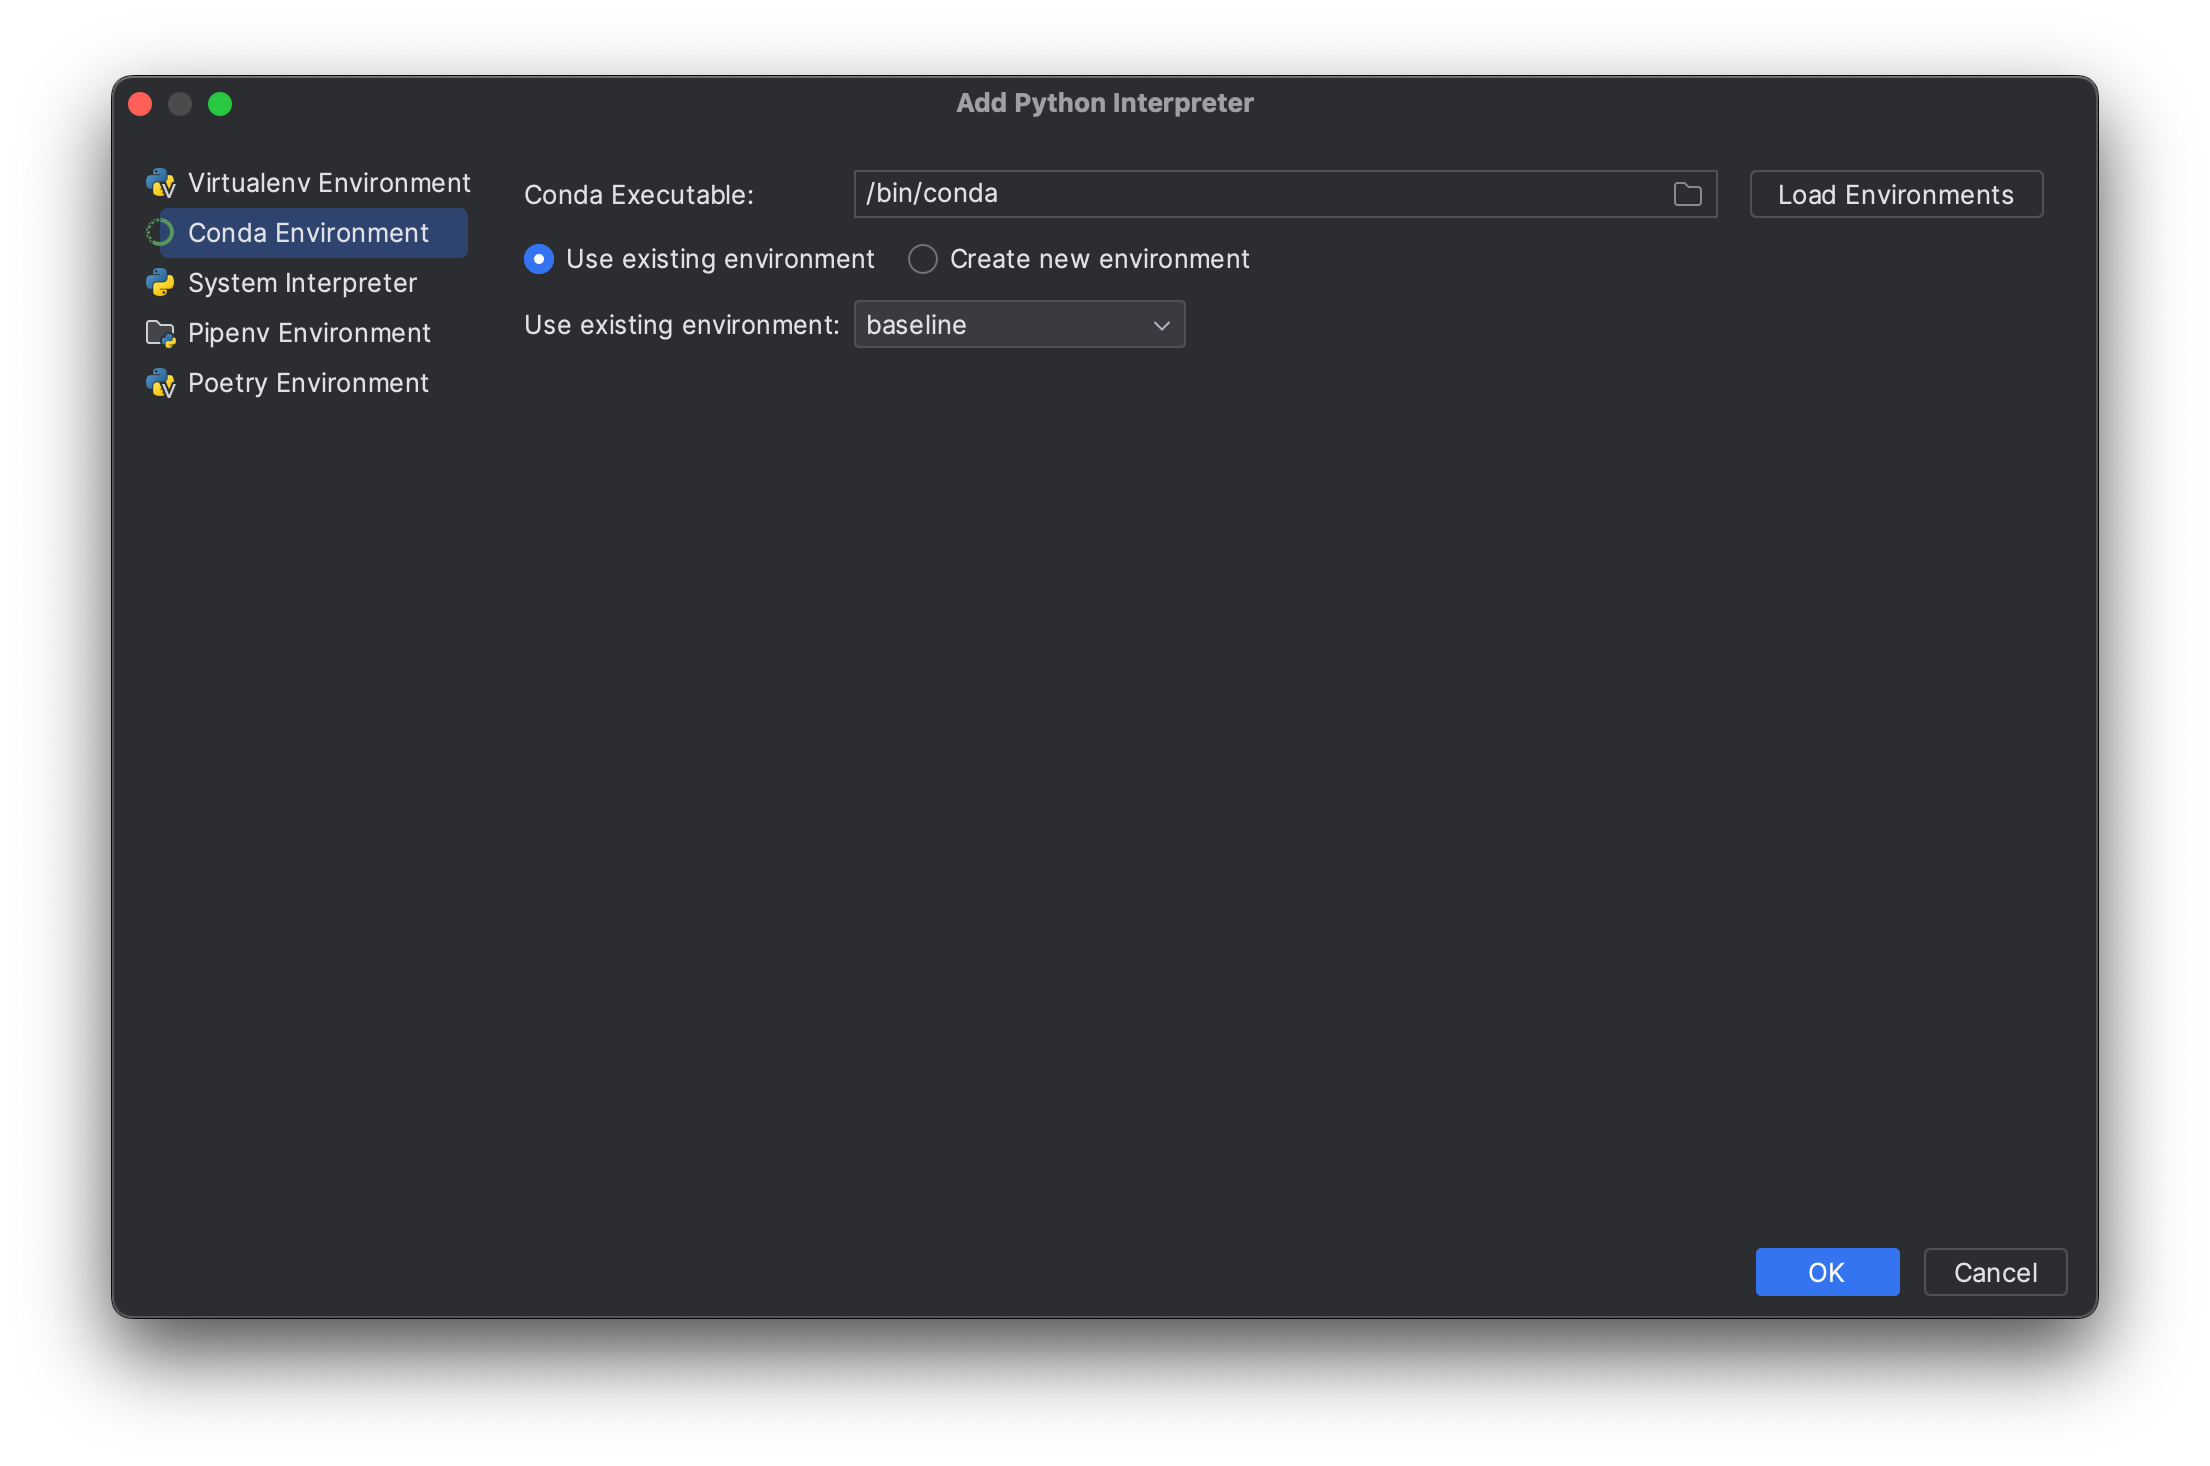 Add Python Interpreter
Virtualenv Environment
Conda Environment
System Interpreter
Pipenv Environment
Poetry Environment
Conda Executable: /bin/conda Load Environments
Use existing environment Create new environment
Use existing environment: baseline
OK Cancel